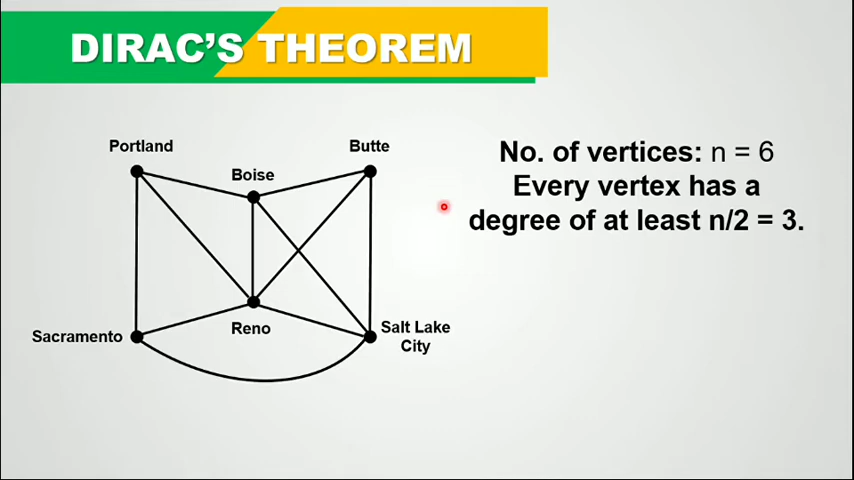 DIRAC'S THEOREM
Portland
Butte
Boise
No. of vertices: n = 6
Every vertex has a
degree of at least n/2 = 3.
Sacramento
Reno
Salt Lake
City